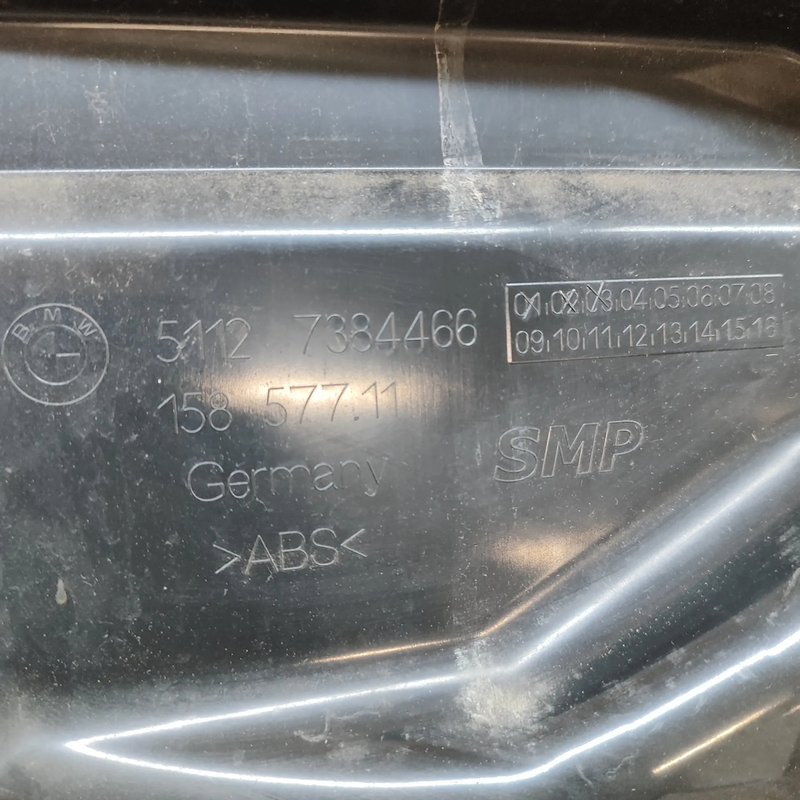 BMW
5112 7384466
158 577.11
Germany
>ABS<
01 02 03 04 05 06 07 08
09 10 11 12 13 14 15 16
SMP